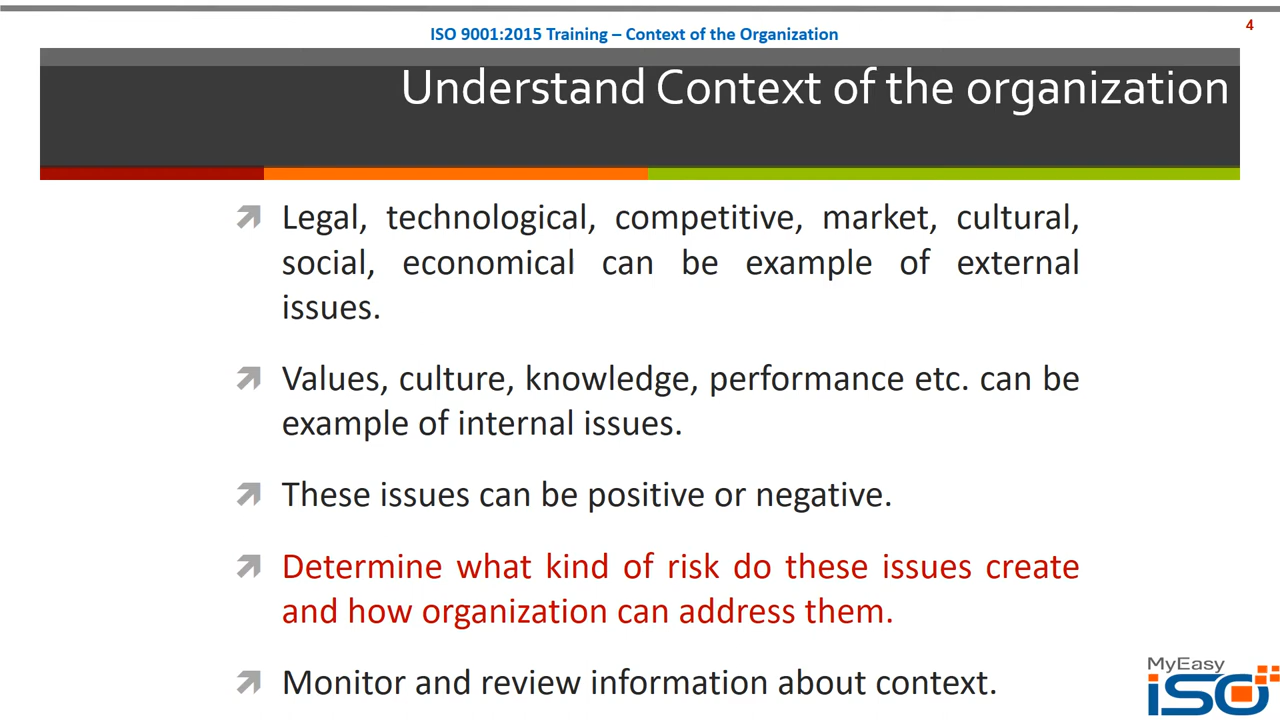 ISO 9001:2015 Training – Context of the Organization
4
Understand Context of the organization
Legal, technological, competitive, market, cultural,
social, economical can be example of external
issues.
Values, culture, knowledge, performance etc. can be
example of internal issues.
These issues can be positive or negative.
Determine what kind of risk do these issues create
and how organization can address them.
Monitor and review information about context.
MyEasy
iSO